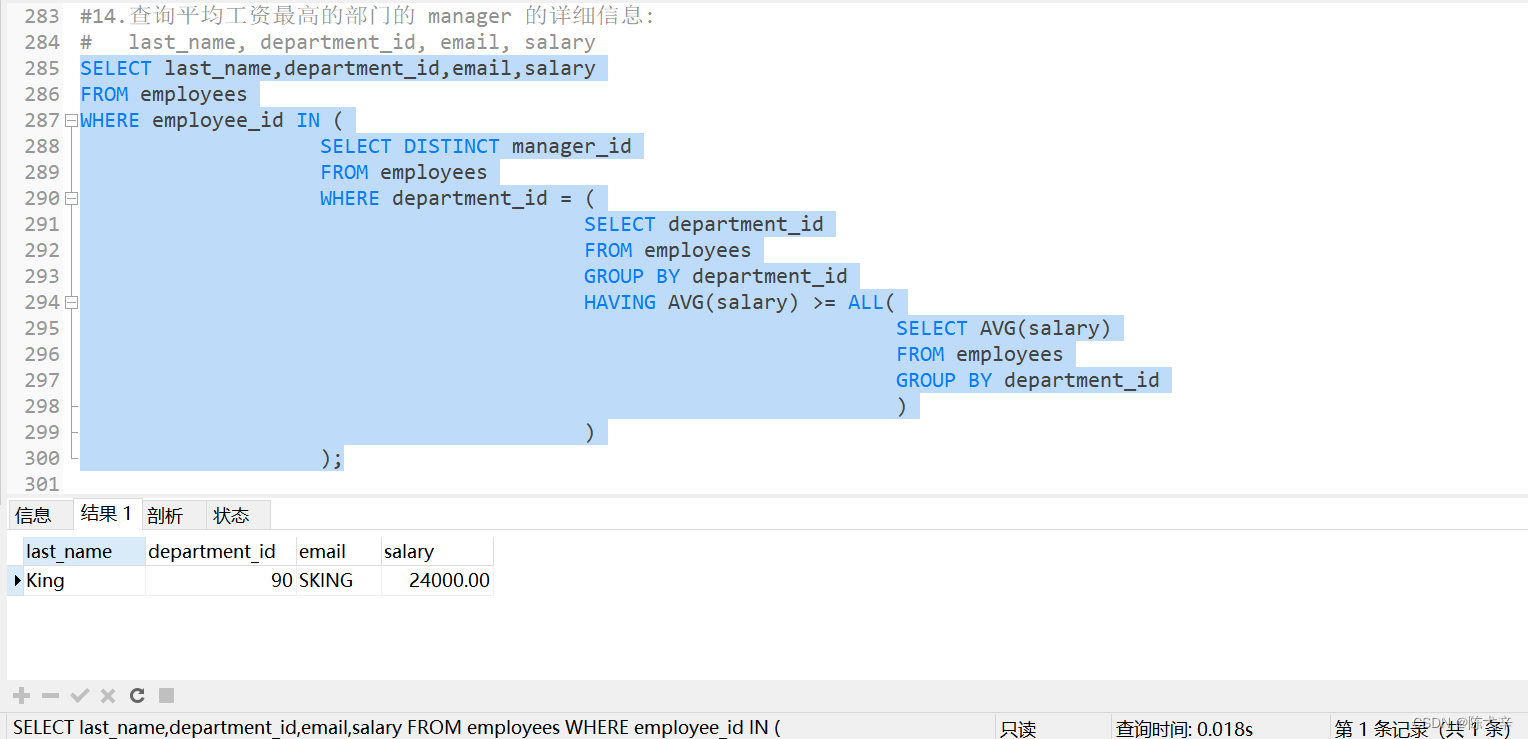 283 #14.查询平均工资最高的部门的 manager 的详细信息:
284 # last_name, department_id, email, salary
285 SELECT last_name,department_id,email,salary
286 FROM employees
287 WHERE employee_id IN (
288 SELECT DISTINCT manager_id
289 FROM employees
290 WHERE department_id = (
291 SELECT department_id
292 FROM employees
293 GROUP BY department_id
294 HAVING AVG(salary) >= ALL(
295 SELECT AVG(salary)
296 FROM employees
297 GROUP BY department_id
298 )
299 )
300 );
301
信息 结果 1 剖析 状态
last_name department_id email salary
King 90 SKING 24000.00
SELECT last_name,department_id,email,salary FROM employees WHERE employee_id IN ( 只读 查询时间: 0.018s 第 1 条记录 (共 1 条)
CSDN @陈戈辛